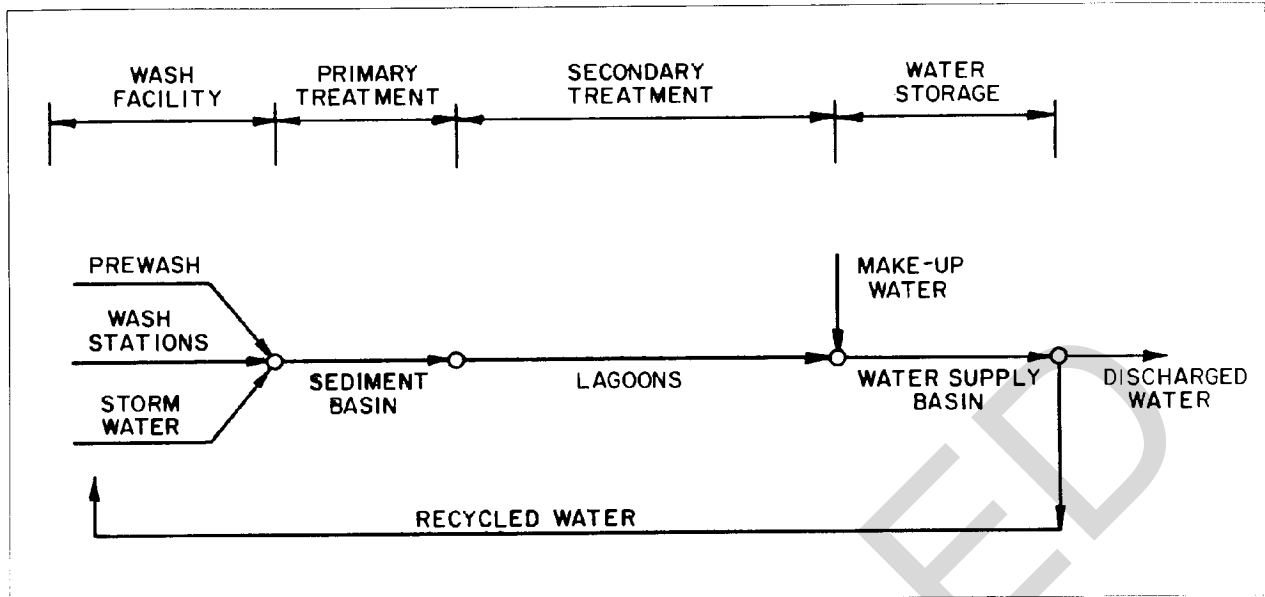 WASH
FACILITY
PRIMARY
TREATMENT
SECONDARY
TREATMENT
WATER
STORAGE
PREWASH
WASH
STATIONS
STORM
WATER
SEDIMENT
BASIN
LAGOONS
MAKE-UP
WATER
WATER SUPPLY
BASIN
DISCHARGED
WATER
RECYCLED WATER
ED